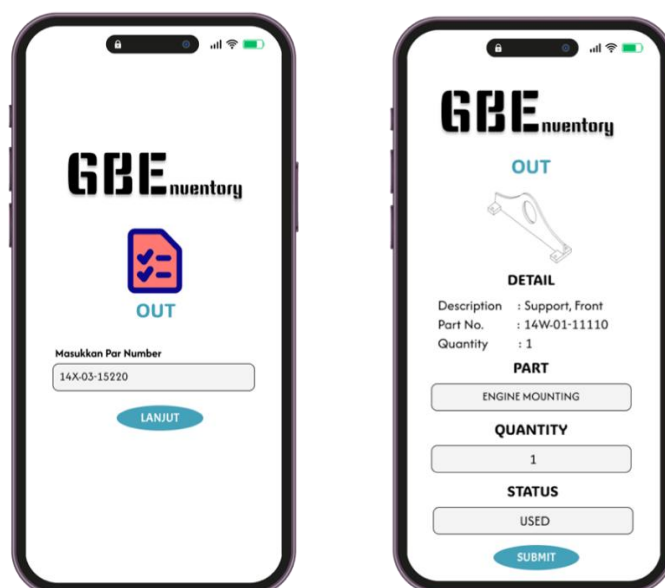 GBEnventory
OUT
Masukkan Par Number
14X-03-15220
LANJUT
GBEnventory
OUT
DETAIL
Description : Support, Front
Part No. : 14W-01-11110
Quantity : 1
PART
ENGINE MOUNTING
QUANTITY
1
STATUS
USED
SUBMIT